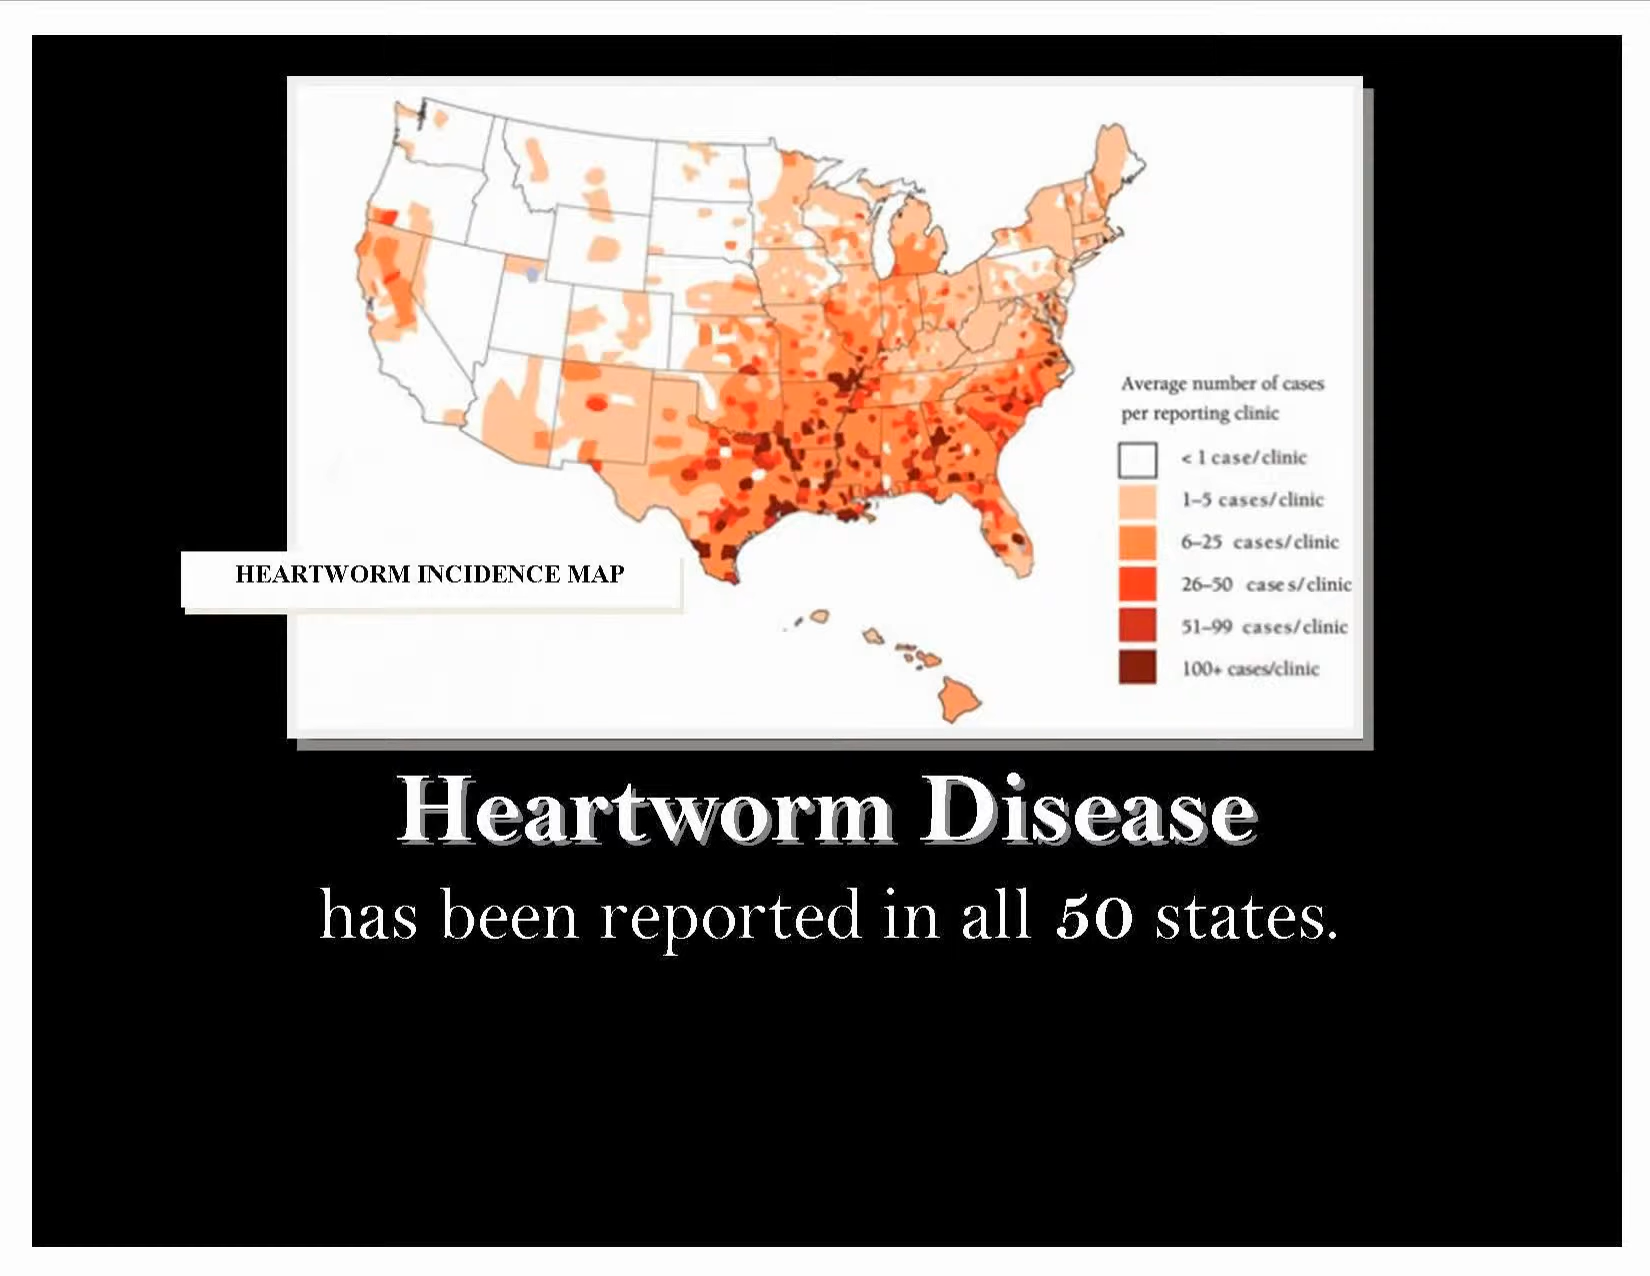 Average number of cases
per reporting clinic
< 1 case/clinic
1–5 cases/clinic
6–25 cases/clinic
26–50 cases/clinic
51–99 cases/clinic
100+ cases/clinic
HEARTWORM INCIDENCE MAP
Heartworm Disease
has been reported in all 50 states.